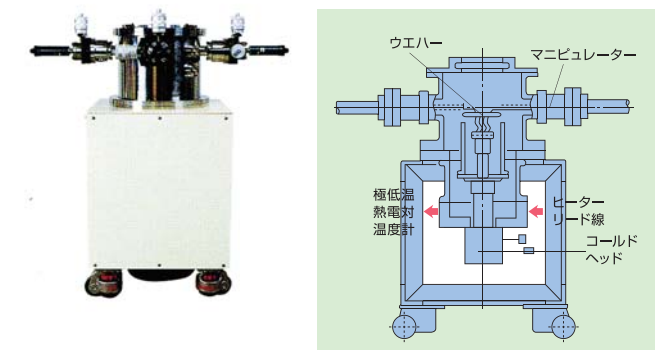 ウエハー
マニピュレーター
極低温
熱電対
温度計
ヒーター
リード線
コールド
ヘッド